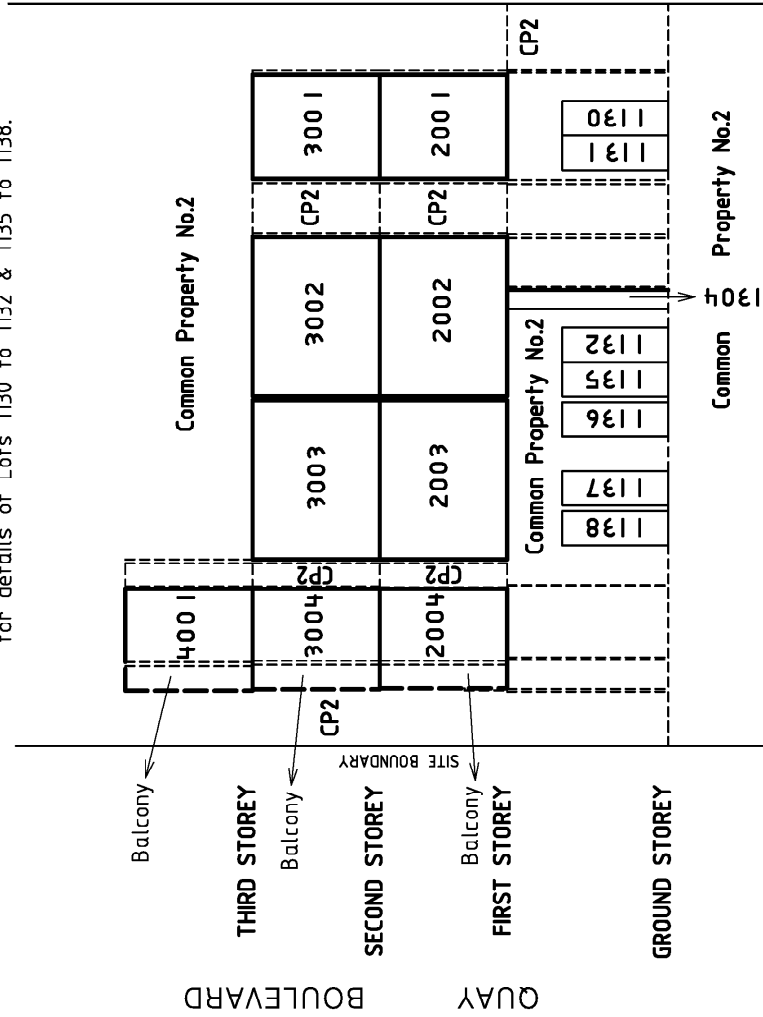 for details of Lots 1130 to 1132 & 1135 to 1138.
Common Property No.2
CP2
3001
2001
1130
1131
CP2
CP2
Property No.2
3002
2002
1304
Common Property No.2
1132
1135
1136
Common
3003
2003
1137
1138
CP2
CP2
4001
3004
2004
CP2
SITE BOUNDARY
Balcony
Balcony
Balcony
THIRD STOREY
SECOND STOREY
FIRST STOREY
GROUND STOREY
QUAY
BOULEVARD